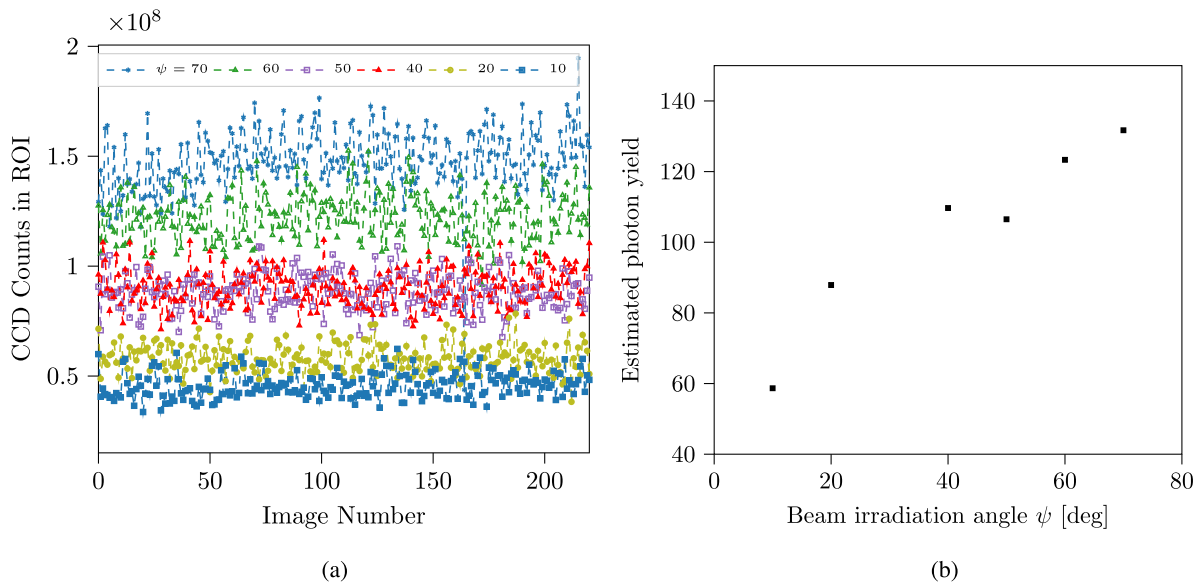 ×10⁸
2
1.5
1
0.5
CCD Counts in ROI
ψ = 70 60 50 40 20 10
0 50 100 150 200
Image Number
(a)
140
120
100
80
60
40
Estimated photon yield
0 20 40 60 80
Beam irradiation angle ψ [deg]
(b)